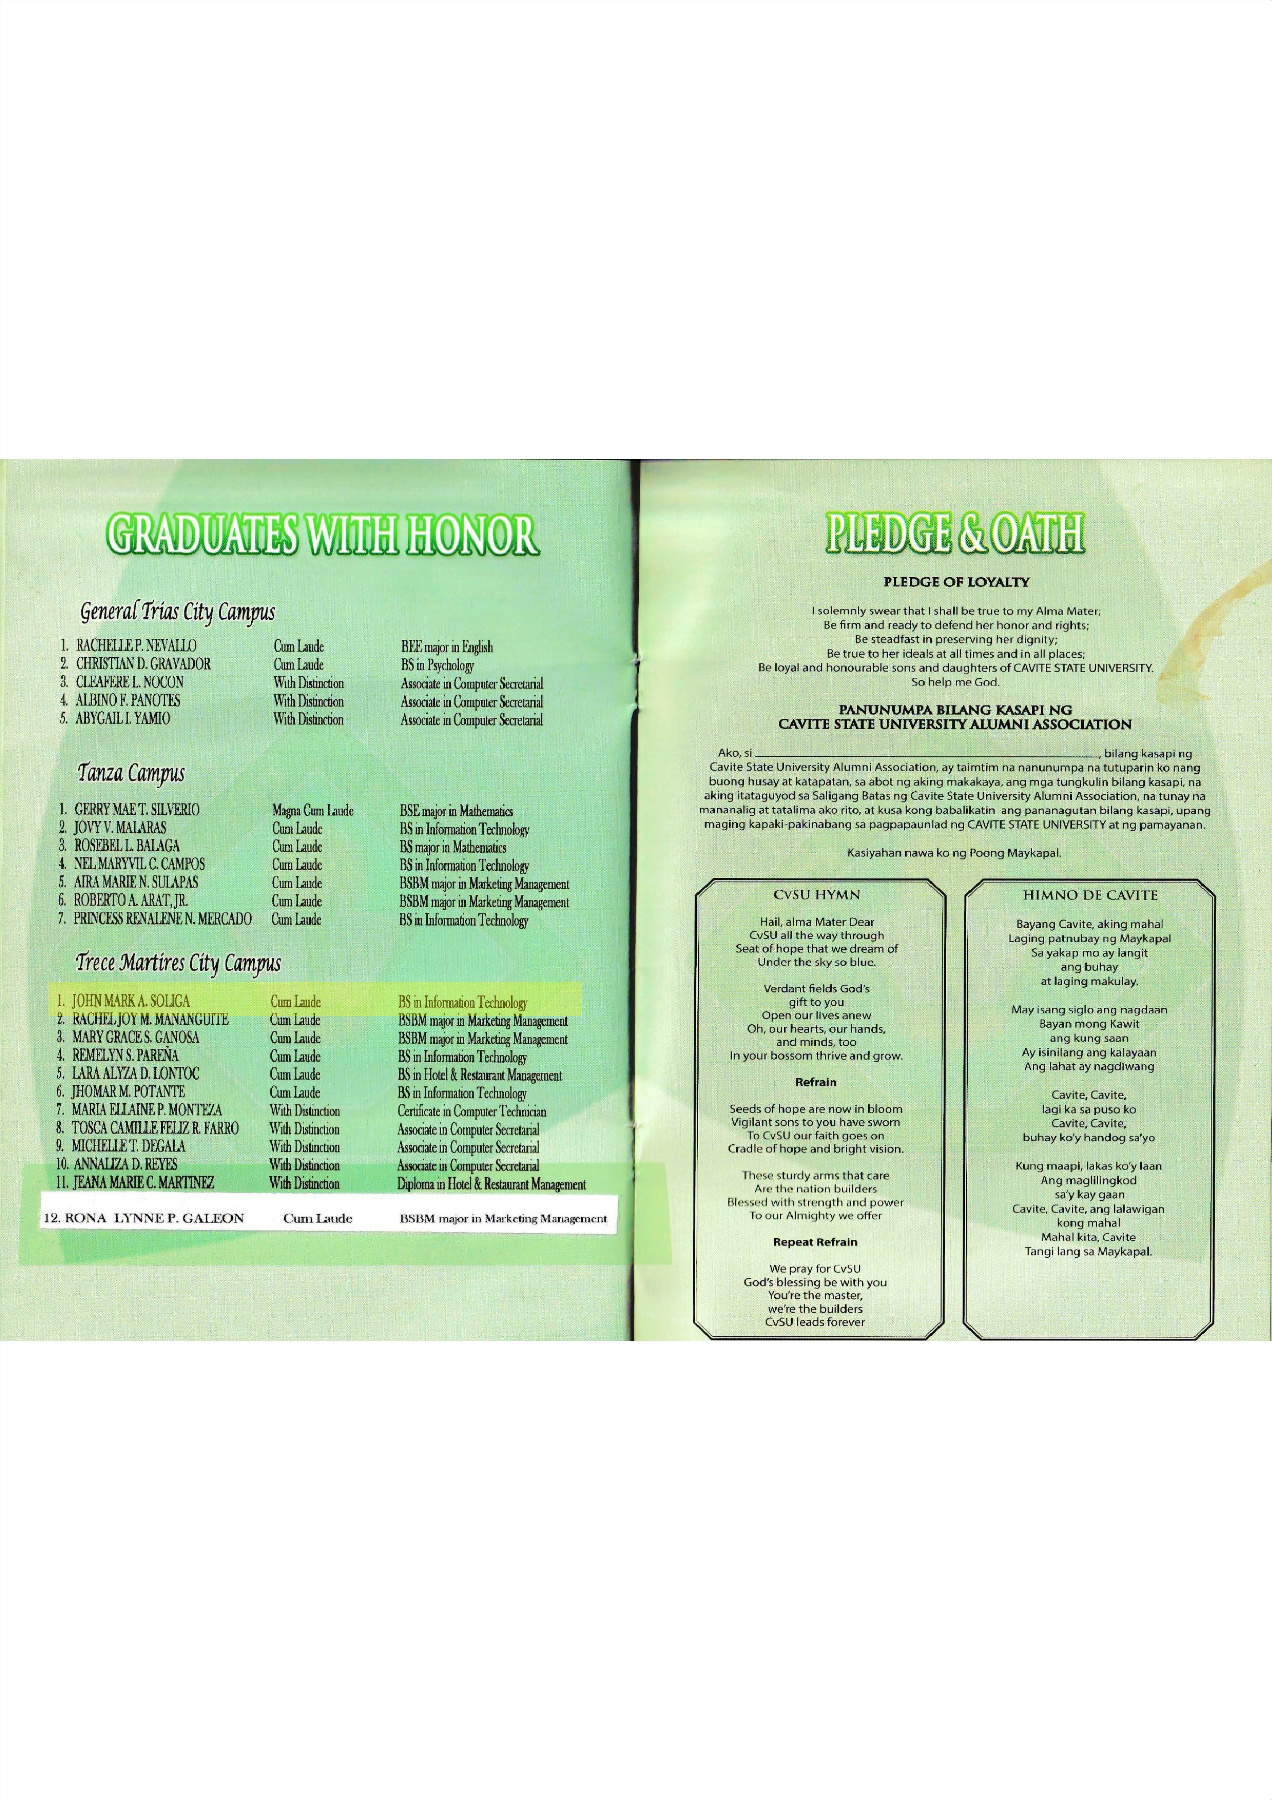 GRADUATES WITH HONOR
General Trias City Campus
1. RACHELLE P. NEVALLO Cum Laude BEE major in English
2. CHRISTIAN D. GRAVADOR Cum Laude BS in Psychology
3. CLEAFERE L. NOCON With Distinction Associate in Computer Secretarial
4. ALBINO F. PANOTES With Distinction Associate in Computer Secretarial
5. ABYGAIL I. YAMIO With Distinction Associate in Computer Secretarial
Tanza Campus
1. GERRY MAE T. SILVERIO Magna Cum Laude BSE major in Mathematics
2. JOVY V. MALARAS Cum Laude BS in Information Technology
3. ROSEBEL L. BALAGA Cum Laude BS major in Mathematics
4. NEL MARYVIL C. CAMPOS Cum Laude BS in Information Technology
5. AIRA MARIE N. SULAPAS Cum Laude BSBM major in Marketing Management
6. ROBERTO A. ARAT, JR. Cum Laude BSBM major in Marketing Management
7. PRINCESS RENALENE N. MERCADO Cum Laude BS in Information Technology
Trece Martires City Campus
1. JOHN MARK A. SOLIGA Cum Laude BS in Information Technology
2. RACHEL JOY M. MANANGUITE Cum Laude BSBM major in Marketing Management
3. MARY GRACE S. GANOSA Cum Laude BSBM major in Marketing Management
4. REMELYN S. PAREÑA Cum Laude BS in Information Technology
5. LARA ALYZA D. LONTOC Cum Laude BS in Hotel & Restaurant Management
6. JHOMAR M. POTANTE Cum Laude BS in Information Technology
7. MARIA ELLAINE P. MONTEZA With Distinction Certificate in Computer Technician
8. TOSCA CAMILLE FELIZ R. FARRO With Distinction Associate in Computer Secretarial
9. MICHELLE T. DEGALA With Distinction Associate in Computer Secretarial
10. ANNALIZA D. REYES With Distinction Associate in Computer Secretarial
11. JEANA MARIE C. MARTINEZ With Distinction Diploma in Hotel & Restaurant Management
12. RONA LYNNE P. GALEON Cum Laude BSBM major in Marketing Management
PLEDGE & OATH
PLEDGE OF LOYALTY
I solemnly swear that I shall be true to my Alma Mater;
Be firm and ready to defend her honor and rights;
Be steadfast in preserving her dignity;
Be true to her ideals at all times and in all places;
Be loyal and honourable sons and daughters of CAVITE STATE UNIVERSITY.
So help me God.
PANUNUMPA BILANG KASAPI NG
CAVITE STATE UNIVERSITY ALUMNI ASSOCIATION
Ako, si ____________________, bilang kasapi ng
Cavite State University Alumni Association, ay taimtim na nanunumpa na tutuparin ko nang
buong husay at katapatan, sa abot ng aking makakaya, ang mga tungkulin bilang kasapi, na
aking itataguyod sa Saligang Batas ng Cavite State University Alumni Association, na tunay na
mananalig at tatalima ako rito, at kusa kong babalikatin ang pananagutan bilang kasapi, upang
maging kapaki-pakinabang sa pagpapaunlad ng CAVITE STATE UNIVERSITY at ng pamayanan.
Kasiyahan nawa ko ng Poong Maykapal.
CvSU HYMN
Hail, alma Mater Dear
CvSU all the way through
Seat of hope that we dream of
Under the sky so blue.
Verdant fields God's
gift to you
Open our lives anew
Oh, our hearts, our hands,
and minds, too
In your bossom thrive and grow.
Refrain
Seeds of hope are now in bloom
Vigilant sons to you have sworn
To CvSU our faith goes on
Cradle of hope and bright vision.
These sturdy arms that care
Are the nation builders
Blessed with strength and power
To our Almighty we offer
Repeat Refrain
We pray for CvSU
God's blessing be with you
You're the master,
we're the builders
CvSU leads forever
HIMNO DE CAVITE
Bayang Cavite, aking mahal
Laging patnubay ng Maykapal
Sa yakap mo ay langit
ang buhay
at laging makulay.
May isang siglo ang nagdaan
Bayan mong Kawit
ang kung saan
Ay isinilang ang kalayaan
Ang lahat ay nagdiwang
Cavite, Cavite,
lagi ka sa puso ko
Cavite, Cavite,
buhay ko'y handog sa'yo
Kung maapi, lakas ko'y laan
Ang maglilingkod
sa'y kay gaan
Cavite, Cavite, ang lalawigan
kong mahal
Mahal kita, Cavite
Tangi lang sa Maykapal.